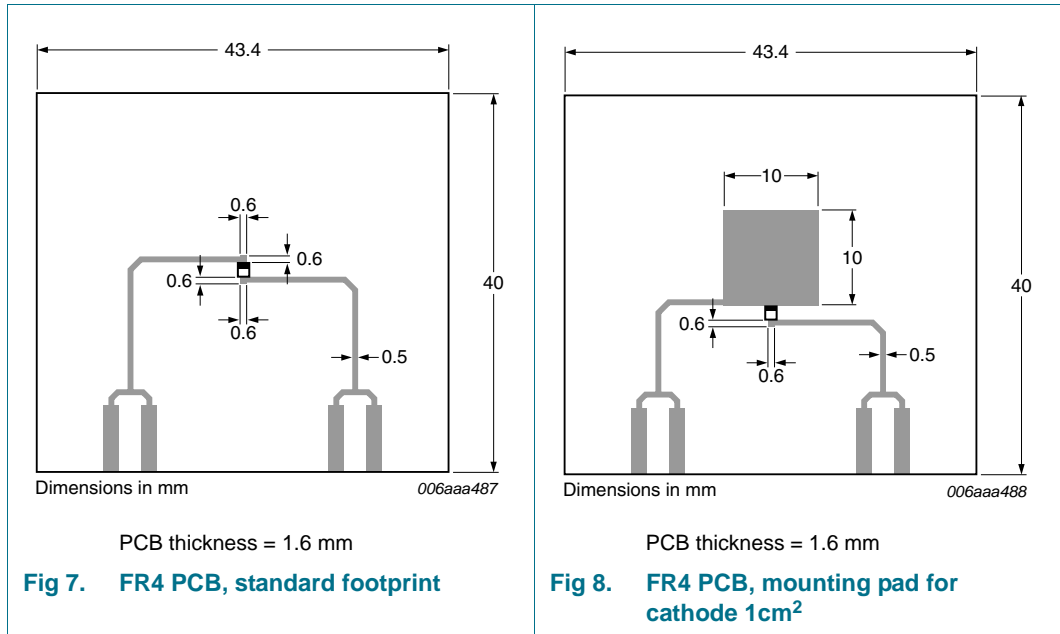 43.4
0.6
0.6
0.6
0.6
40
0.5
Dimensions in mm
006aaa487
PCB thickness = 1.6 mm
Fig 7. FR4 PCB, standard footprint
43.4
10
10
40
0.6
0.6
0.5
Dimensions in mm
006aaa488
PCB thickness = 1.6 mm
Fig 8. FR4 PCB, mounting pad for
cathode 1cm²